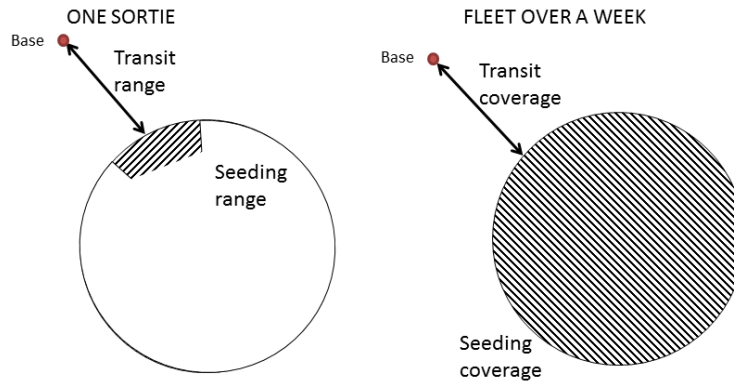 ONE SORTIE
Base
Transit
range
Seeding
range
FLEET OVER A WEEK
Base
Transit
coverage
Seeding
coverage